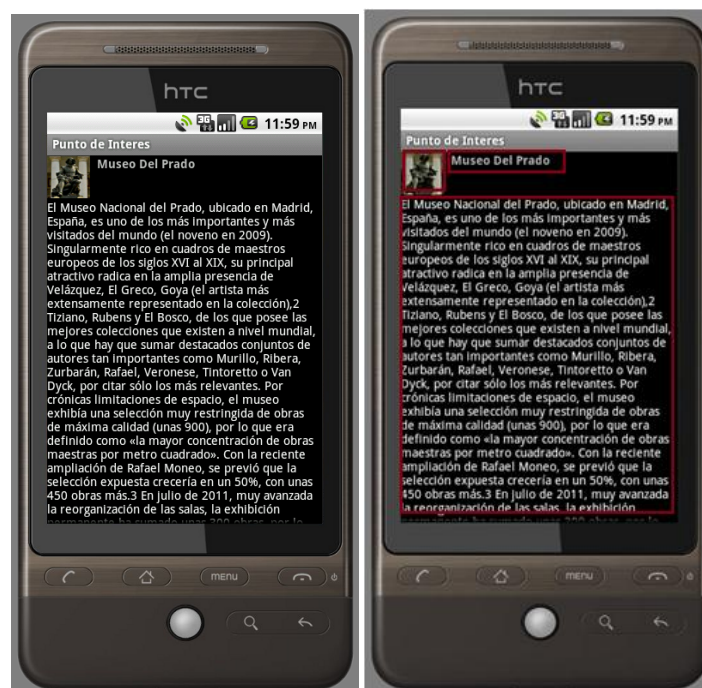 hTC
3G
11:59 PM
Punto de Interes
Museo Del Prado
El Museo Nacional del Prado, ubicado en Madrid,
España, es uno de los más importantes y más
visitados del mundo (el noveno en 2009).
Singularmente rico en cuadros de maestros
europeos de los siglos XVI al XIX, su principal
atractivo radica en la amplia presencia de
Velázquez, El Greco, Goya (el artista más
extensamente representado en la colección),2
Tiziano, Rubens y El Bosco, de los que posee las
mejores colecciones que existen a nivel mundial,
a lo que hay que sumar destacados conjuntos de
autores tan importantes como Murillo, Ribera,
Zurbarán, Rafael, Veronese, Tintoretto o Van
Dyck, por citar sólo los más relevantes. Por
crónicas limitaciones de espacio, el museo
exhibía una selección muy restringida de obras
de máxima calidad (unas 900), por lo que era
definido como «la mayor concentración de obras
maestras por metro cuadrado». Con la reciente
ampliación de Rafael Moneo, se previó que la
selección expuesta crecería en un 50%, con unas
450 obras más.3 En julio de 2011, muy avanzada
la reorganización de las salas, la exhibición
permanente ha sumado unas 300 obras, por lo
MENU
hTC
3G
11:59 PM
Punto de Interes
Museo Del Prado
El Museo Nacional del Prado, ubicado en Madrid,
España, es uno de los más importantes y más
visitados del mundo (el noveno en 2009).
Singularmente rico en cuadros de maestros
europeos de los siglos XVI al XIX, su principal
atractivo radica en la amplia presencia de
Velázquez, El Greco, Goya (el artista más
extensamente representado en la colección),2
Tiziano, Rubens y El Bosco, de los que posee las
mejores colecciones que existen a nivel mundial,
a lo que hay que sumar destacados conjuntos de
autores tan importantes como Murillo, Ribera,
Zurbarán, Rafael, Veronese, Tintoretto o Van
Dyck, por citar sólo los más relevantes. Por
crónicas limitaciones de espacio, el museo
exhibía una selección muy restringida de obras
de máxima calidad (unas 900), por lo que era
definido como «la mayor concentración de obras
maestras por metro cuadrado». Con la reciente
ampliación de Rafael Moneo, se previó que la
selección expuesta crecería en un 50%, con unas
450 obras más.3 En julio de 2011, muy avanzada
la reorganización de las salas, la exhibición
MENU